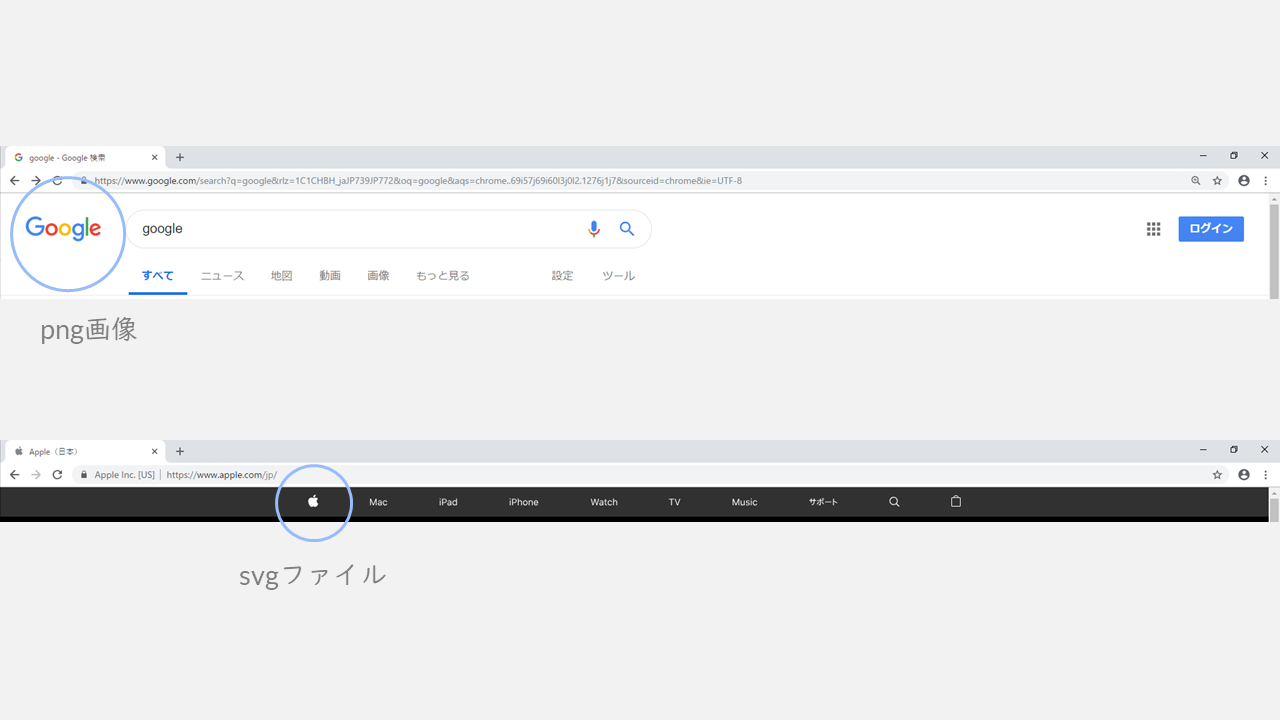 google - Google 検索
https://www.google.com/search?q=google&rlz=1C1CHBH_jaJP739JP772&oq=google&aqs=chrome..69i57j69i60l3j0l2.1276j1j7&sourceid=chrome&ie=UTF-8
Google google ログイン
すべて ニュース 地図 動画 画像 もっと見る 設定 ツール
png画像
Apple（日本）
Apple Inc. [US] | https://www.apple.com/jp/
Mac iPad iPhone Watch TV Music サポート
svgファイル